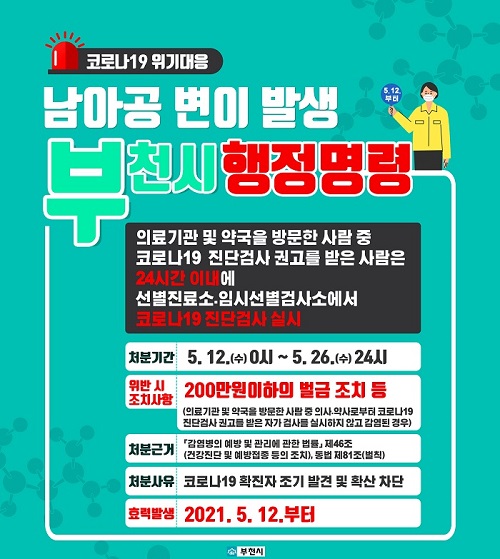 코로나19 위기대응
5. 12.
부터
남아공 변이 발생
부천시 행정명령
의료기관 및 약국을 방문한 사람 중
코로나19 진단검사 권고를 받은 사람은
24시간 이내에
선별진료소.임시선별검사소에서
코로나19 진단검사 실시
처분기간 5. 12.(수) 0시 ~ 5. 26.(수) 24시
위반 시
조치사항
200만원이하의 벌금 조치 등
(의료기관 및 약국을 방문한 사람 중 의사·약사로부터 코로나19
진단검사 권고를 받은 자가 검사를 실시하지 않고 감염된 경우)
처분근거
「감염병의 예방 및 관리에 관한 법률」 제46조
(건강진단 및 예방접종 등의 조치), 동법 제81조(벌칙)
처분사유 코로나19 확진자 조기 발견 및 확산 차단
효력발생 2021. 5. 12.부터
부천시